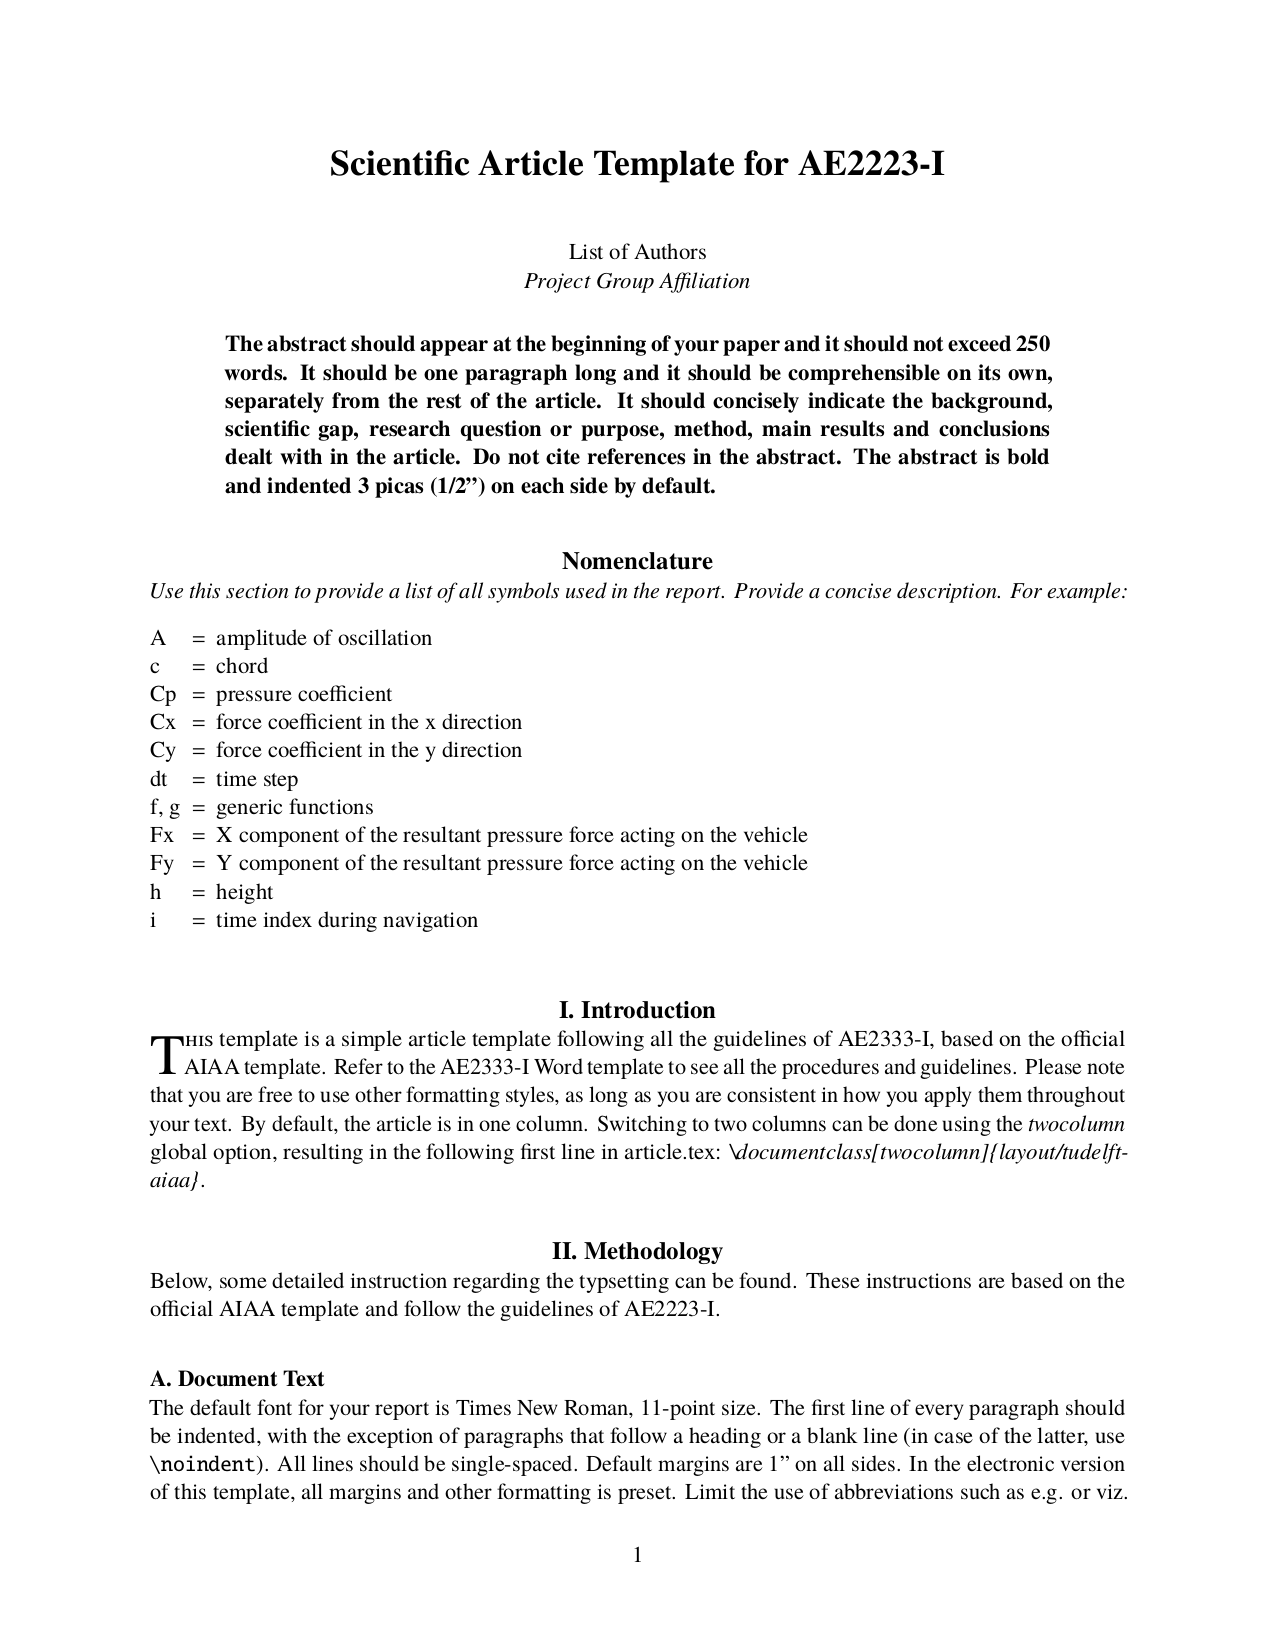 Scientific Article Template for AE2223-I
List of Authors
Project Group Affiliation
The abstract should appear at the beginning of your paper and it should not exceed 250
words. It should be one paragraph long and it should be comprehensible on its own,
separately from the rest of the article. It should concisely indicate the background,
scientific gap, research question or purpose, method, main results and conclusions
dealt with in the article. Do not cite references in the abstract. The abstract is bold
and indented 3 picas (1/2”) on each side by default.
Nomenclature
Use this section to provide a list of all symbols used in the report. Provide a concise description. For example:
A = amplitude of oscillation
c = chord
Cp = pressure coefficient
Cx = force coefficient in the x direction
Cy = force coefficient in the y direction
dt = time step
f, g = generic functions
Fx = X component of the resultant pressure force acting on the vehicle
Fy = Y component of the resultant pressure force acting on the vehicle
h = height
i = time index during navigation
I. Introduction
This template is a simple article template following all the guidelines of AE2333-I, based on the official
AIAA template. Refer to the AE2333-I Word template to see all the procedures and guidelines. Please note
that you are free to use other formatting styles, as long as you are consistent in how you apply them throughout
your text. By default, the article is in one column. Switching to two columns can be done using the twocolumn
global option, resulting in the following first line in article.tex: \documentclass[twocolumn]{layout/tudelft-
aiaa}.
II. Methodology
Below, some detailed instruction regarding the typsetting can be found. These instructions are based on the
official AIAA template and follow the guidelines of AE2223-I.
A. Document Text
The default font for your report is Times New Roman, 11-point size. The first line of every paragraph should
be indented, with the exception of paragraphs that follow a heading or a blank line (in case of the latter, use
\noindent). All lines should be single-spaced. Default margins are 1” on all sides. In the electronic version
of this template, all margins and other formatting is preset. Limit the use of abbreviations such as e.g. or viz.
1